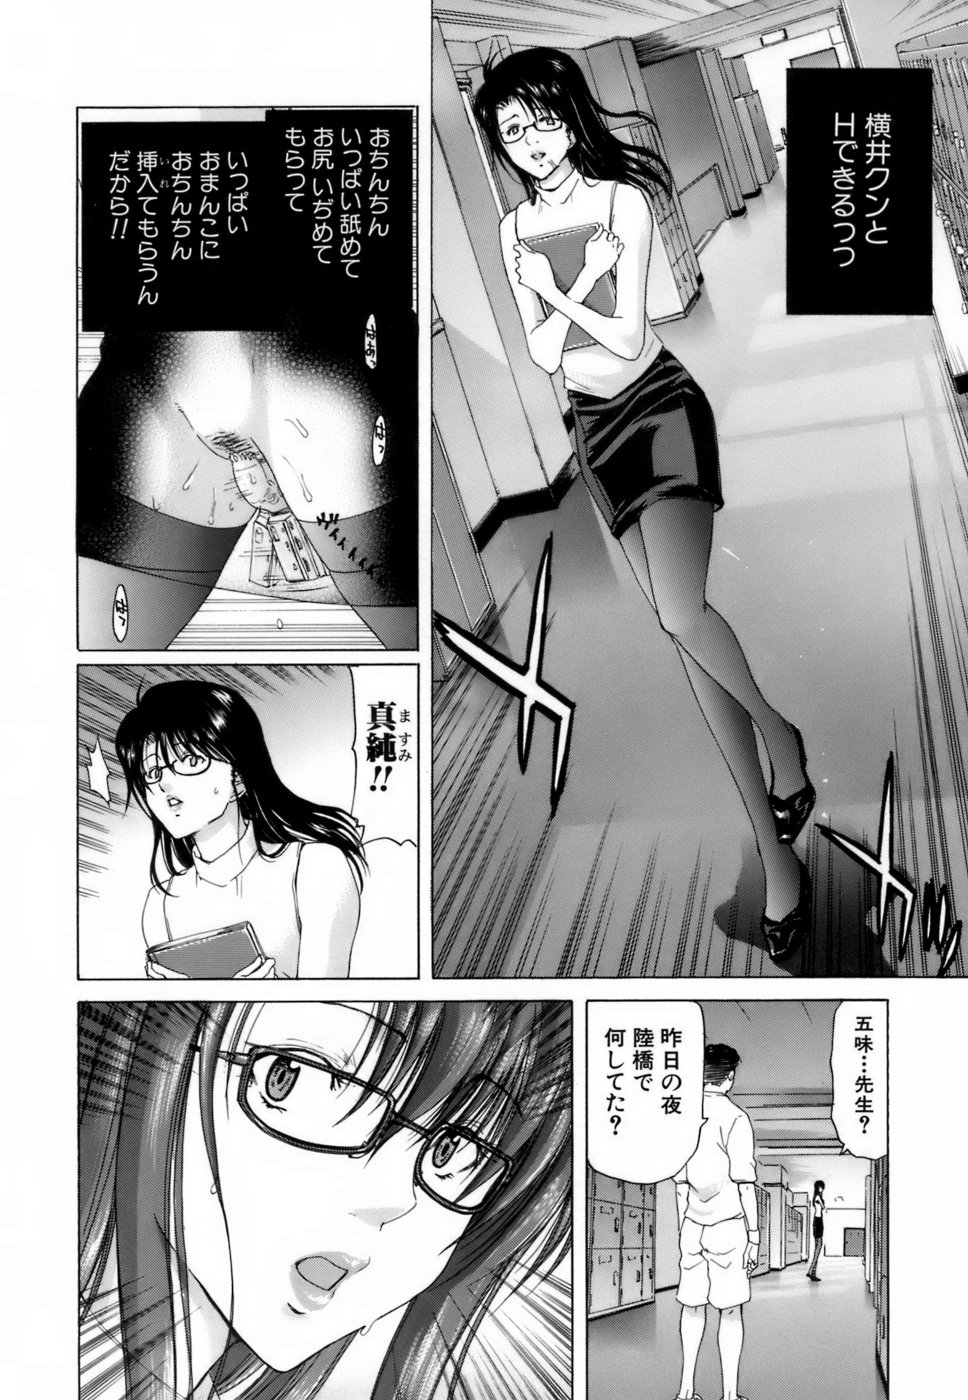 横井クンと
Hできるっっ
おちんちん
いっぱい舐めて
お尻いぢめて
もらって
いっぱい
おまんこに
おちんちん
挿入てもらうん
いれ
だから!!
真純!!
ますみ
五味…先生?
昨日の夜
陸橋で
何してた?